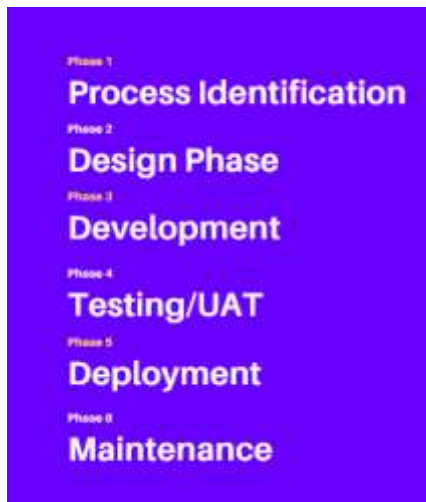 Phase 1
Process Identification
Phase 2
Design Phase
Phase 3
Development
Phase 4
Testing/UAT
Phase 5
Deployment
Phase 6
Maintenance